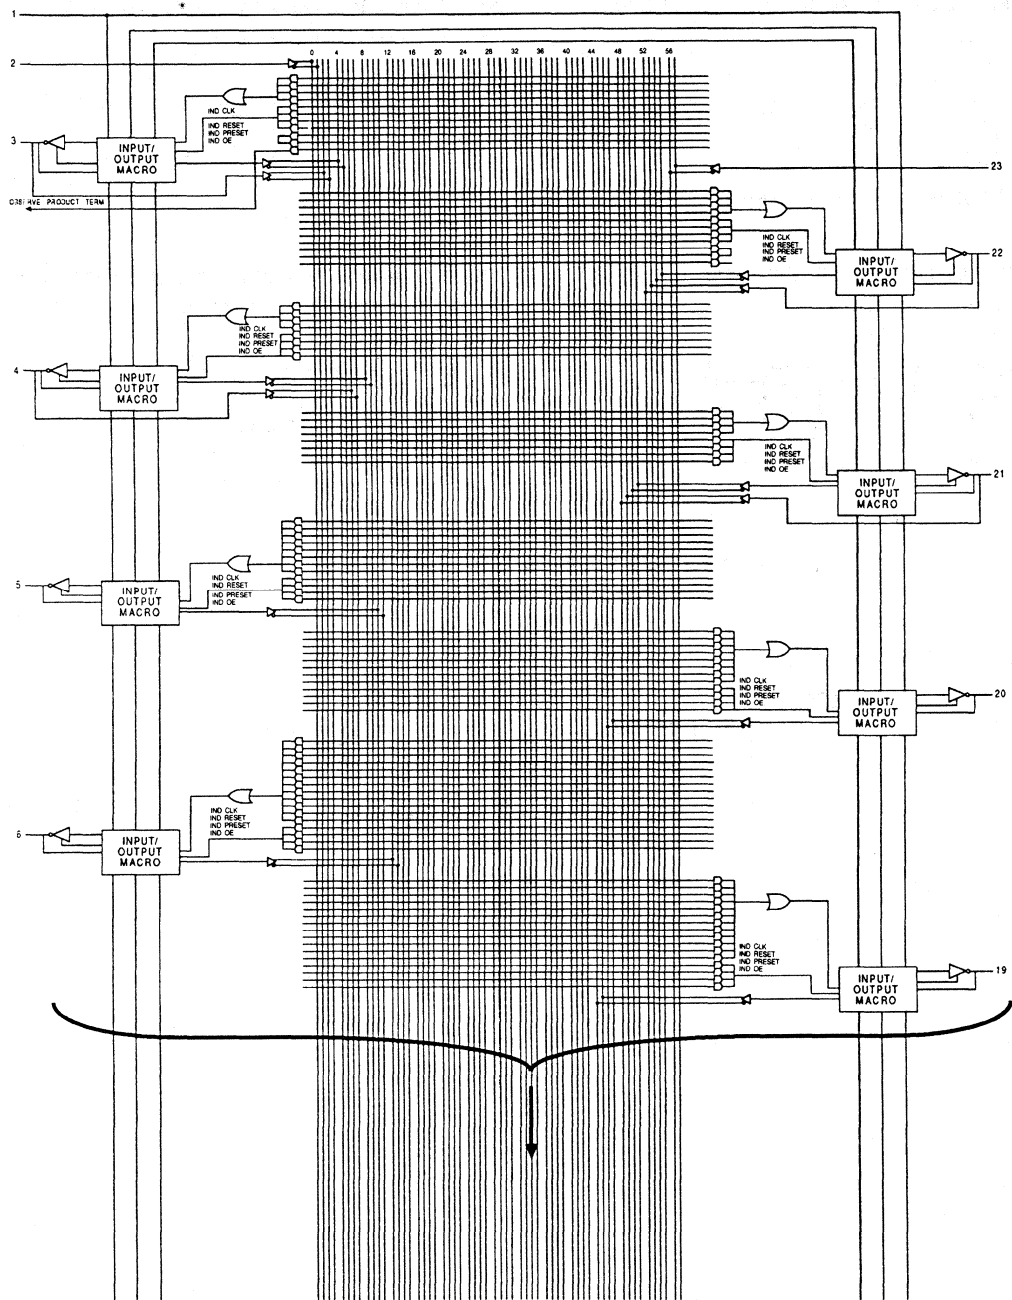 1
2
0 4 8 12 16 20 24 28 32 36 40 44 48 52 56
IND CLK
IND RESET
IND PRESET
IND OE
3
INPUT/
OUTPUT
MACRO
23
OBSERVE PRODUCT TERM
IND CLK
IND RESET
IND PRESET
IND OE
22
INPUT/
OUTPUT
MACRO
IND CLK
IND RESET
IND PRESET
IND OE
4
INPUT/
OUTPUT
MACRO
IND CLK
IND RESET
IND PRESET
IND OE
21
INPUT/
OUTPUT
MACRO
IND CLK
IND RESET
IND PRESET
IND OE
5
INPUT/
OUTPUT
MACRO
IND CLK
IND RESET
IND PRESET
IND OE
20
INPUT/
OUTPUT
MACRO
IND CLK
IND RESET
IND PRESET
IND OE
6
INPUT/
OUTPUT
MACRO
IND CLK
IND RESET
IND PRESET
IND OE
19
INPUT/
OUTPUT
MACRO